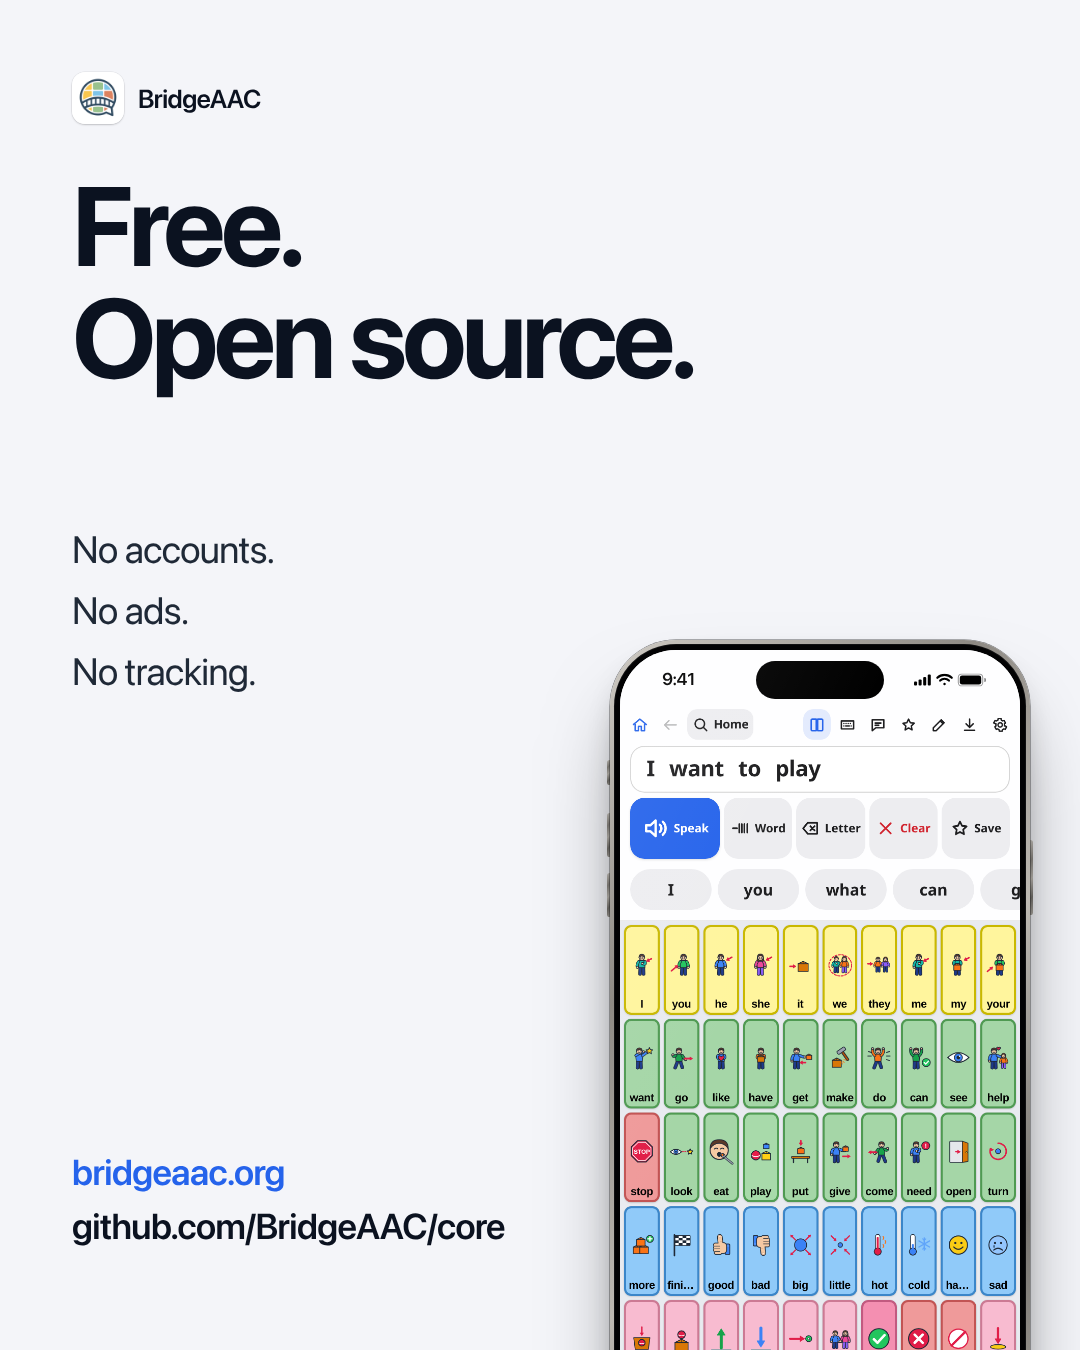 BridgeAAC
Free.
Open source.
No accounts.
No ads.
No tracking.
bridgeaac.org
github.com/BridgeAAC/core
9:41
Home
I want to play
Speak Word Letter Clear Save
I you what can g
I you he she it we they me my your
want go like have get make do can see help
STOP
stop look eat play put give come need open turn
more fini... good bad big little hot cold ha... sad